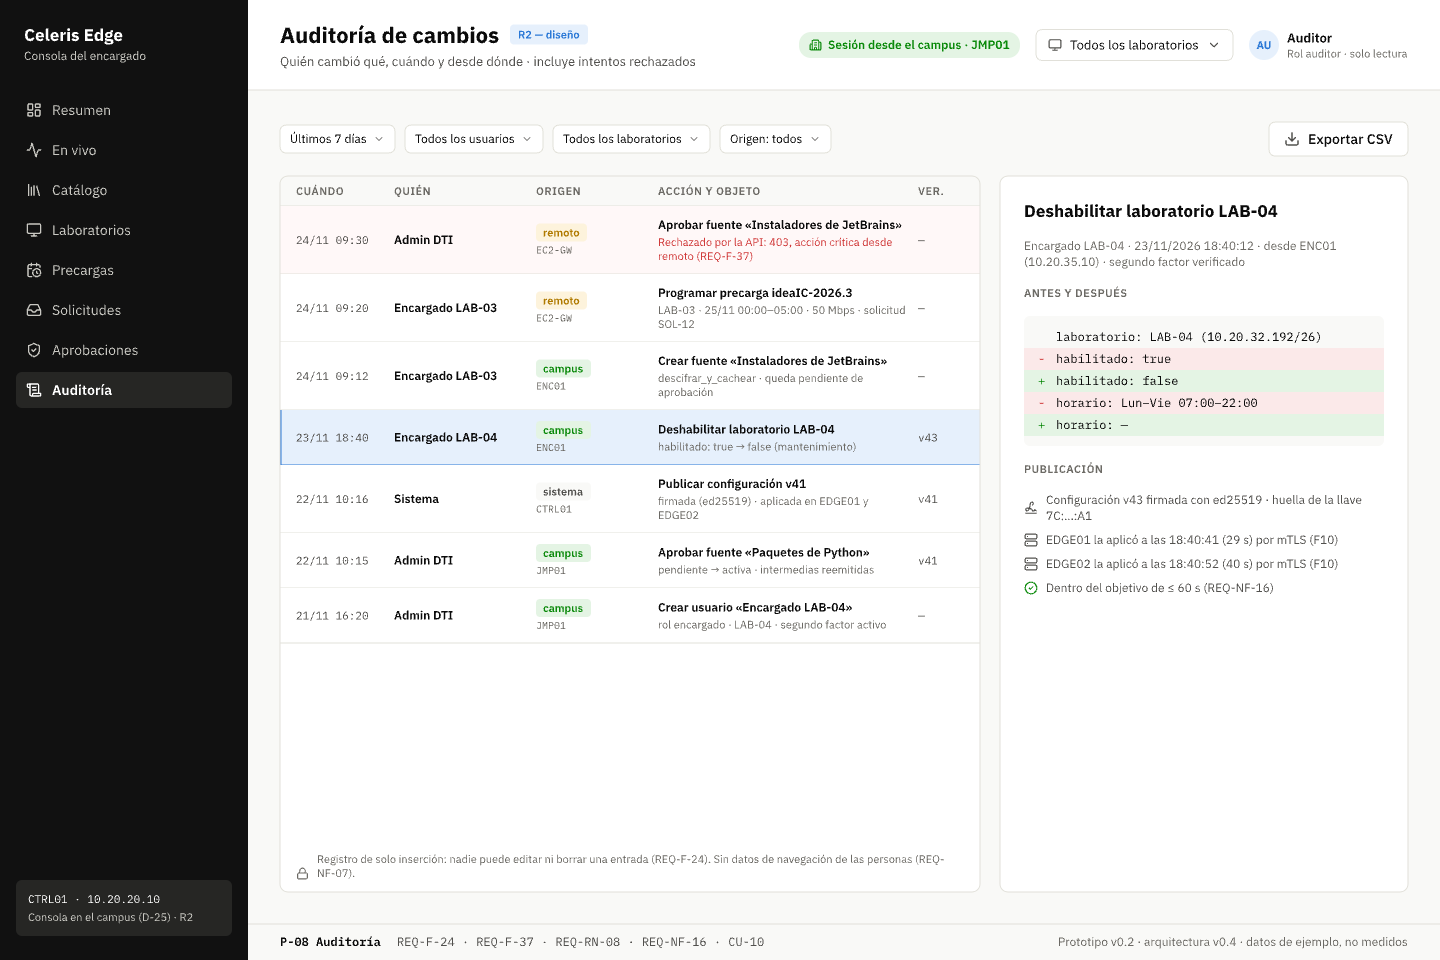 Celeris Edge
Consola del encargado
Resumen
En vivo
Catálogo
Laboratorios
Precargas
Solicitudes
Aprobaciones
Auditoría
CTRL01 · 10.20.20.10
Consola en el campus (D-25) · R2
Auditoría de cambios
R2 — diseño
Quién cambió qué, cuándo y desde dónde · incluye intentos rechazados
Sesión desde el campus · JMP01
Todos los laboratorios
AU
Auditor
Rol auditor · solo lectura
Últimos 7 días
Todos los usuarios
Todos los laboratorios
Origen: todos
Exportar CSV
CUÁNDO
QUIÉN
ORIGEN
ACCIÓN Y OBJETO
VER.
24/11 09:30
Admin DTI
remoto
EC2-GW
Aprobar fuente «Instaladores de JetBrains»
Rechazado por la API: 403, acción crítica desde
remoto (REQ-F-37)
—
24/11 09:20
Encargado LAB-03
remoto
EC2-GW
Programar precarga ideaIC-2026.3
LAB-03 · 25/11 00:00–05:00 · 50 Mbps · solicitud
SOL-12
—
24/11 09:12
Encargado LAB-03
campus
ENC01
Crear fuente «Instaladores de JetBrains»
descifrar_y_cachear · queda pendiente de
aprobación
—
23/11 18:40
Encargado LAB-04
campus
ENC01
Deshabilitar laboratorio LAB-04
habilitado: true → false (mantenimiento)
v43
22/11 10:16
Sistema
sistema
CTRL01
Publicar configuración v41
firmada (ed25519) · aplicada en EDGE01 y
EDGE02
v41
22/11 10:15
Admin DTI
campus
JMP01
Aprobar fuente «Paquetes de Python»
pendiente → activa · intermedias reemitidas
v41
21/11 16:20
Admin DTI
campus
JMP01
Crear usuario «Encargado LAB-04»
rol encargado · LAB-04 · segundo factor activo
—
Registro de solo inserción: nadie puede editar ni borrar una entrada (REQ-F-24). Sin datos de navegación de las personas (REQ-
NF-07).
Deshabilitar laboratorio LAB-04
Encargado LAB-04 · 23/11/2026 18:40:12 · desde ENC01
(10.20.35.10) · segundo factor verificado
ANTES Y DESPUÉS
laboratorio: LAB-04 (10.20.32.192/26)
- habilitado: true
+ habilitado: false
- horario: Lun–Vie 07:00–22:00
+ horario: —
PUBLICACIÓN
Configuración v43 firmada con ed25519 · huella de la llave
7C:…:A1
EDGE01 la aplicó a las 18:40:41 (29 s) por mTLS (F10)
EDGE02 la aplicó a las 18:40:52 (40 s) por mTLS (F10)
Dentro del objetivo de ≤ 60 s (REQ-NF-16)
P-08 Auditoría
REQ-F-24 · REQ-F-37 · REQ-RN-08 · REQ-NF-16 · CU-10
Prototipo v0.2 · arquitectura v0.4 · datos de ejemplo, no medidos